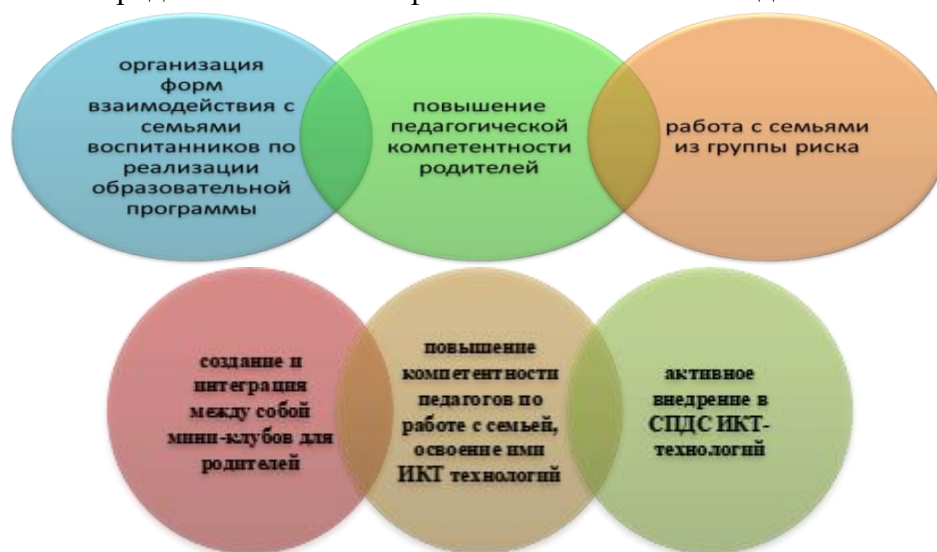 организация
форм
взаимодействия с
семьями
воспитанников по
реализации
образовательной
программы
повышение
педагогической
компетентности
родителей
работа с семьями
из группы риска
создание и
интеграция
между собой
мини-клубов для
родителей
повышение
компетентности
педагогов по
работе с семьей,
освоение ими
ИКТ технологий
активное
внедрение в
СПДС ИКТ-
технологий